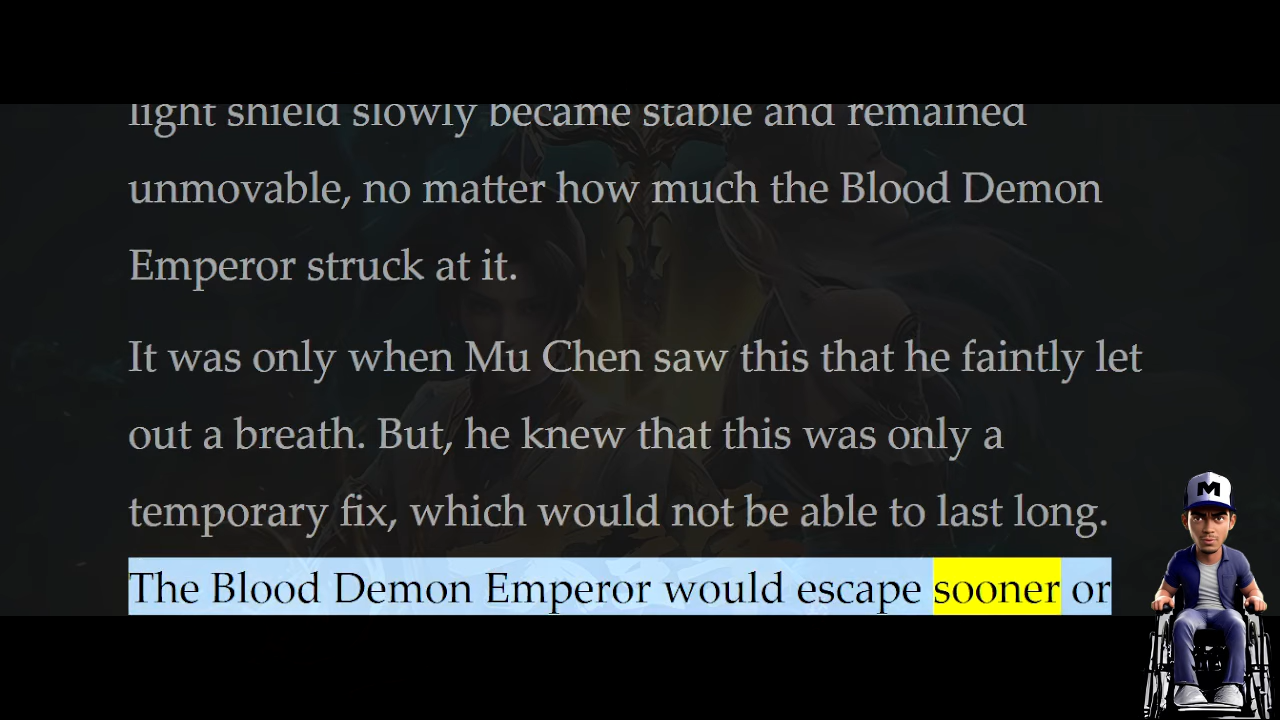 light shield slowly became stable and remained
unmovable, no matter how much the Blood Demon
Emperor struck at it.
It was only when Mu Chen saw this that he faintly let
out a breath. But, he knew that this was only a
temporary fix, which would not be able to last long.
The Blood Demon Emperor would escape sooner or
M